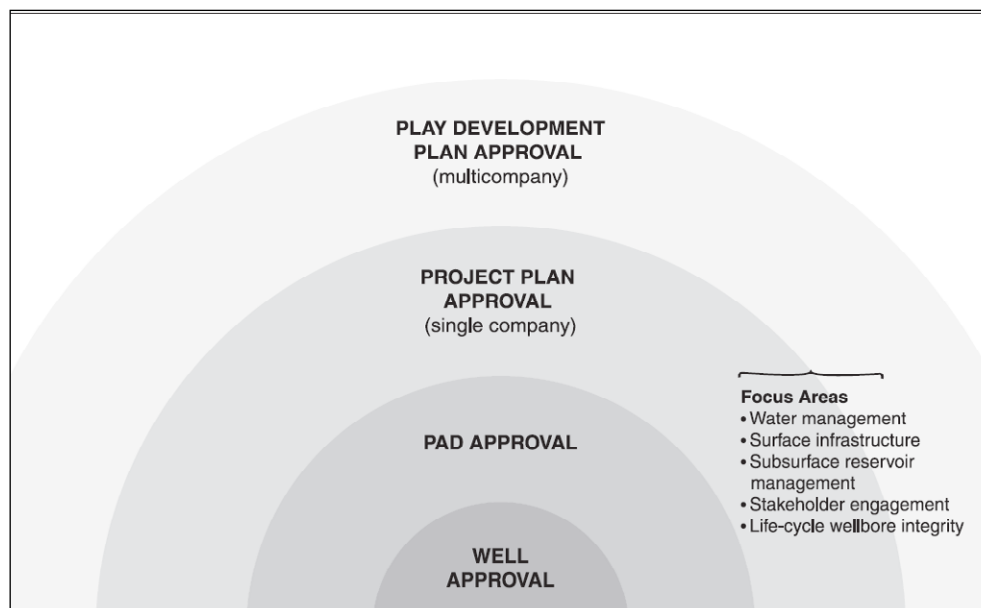 PLAY DEVELOPMENT
PLAN APPROVAL
(multicompany)
PROJECT PLAN
APPROVAL
(single company)
PAD APPROVAL
WELL
APPROVAL
Focus Areas
• Water management
• Surface infrastructure
• Subsurface reservoir
management
• Stakeholder engagement
• Life-cycle wellbore integrity